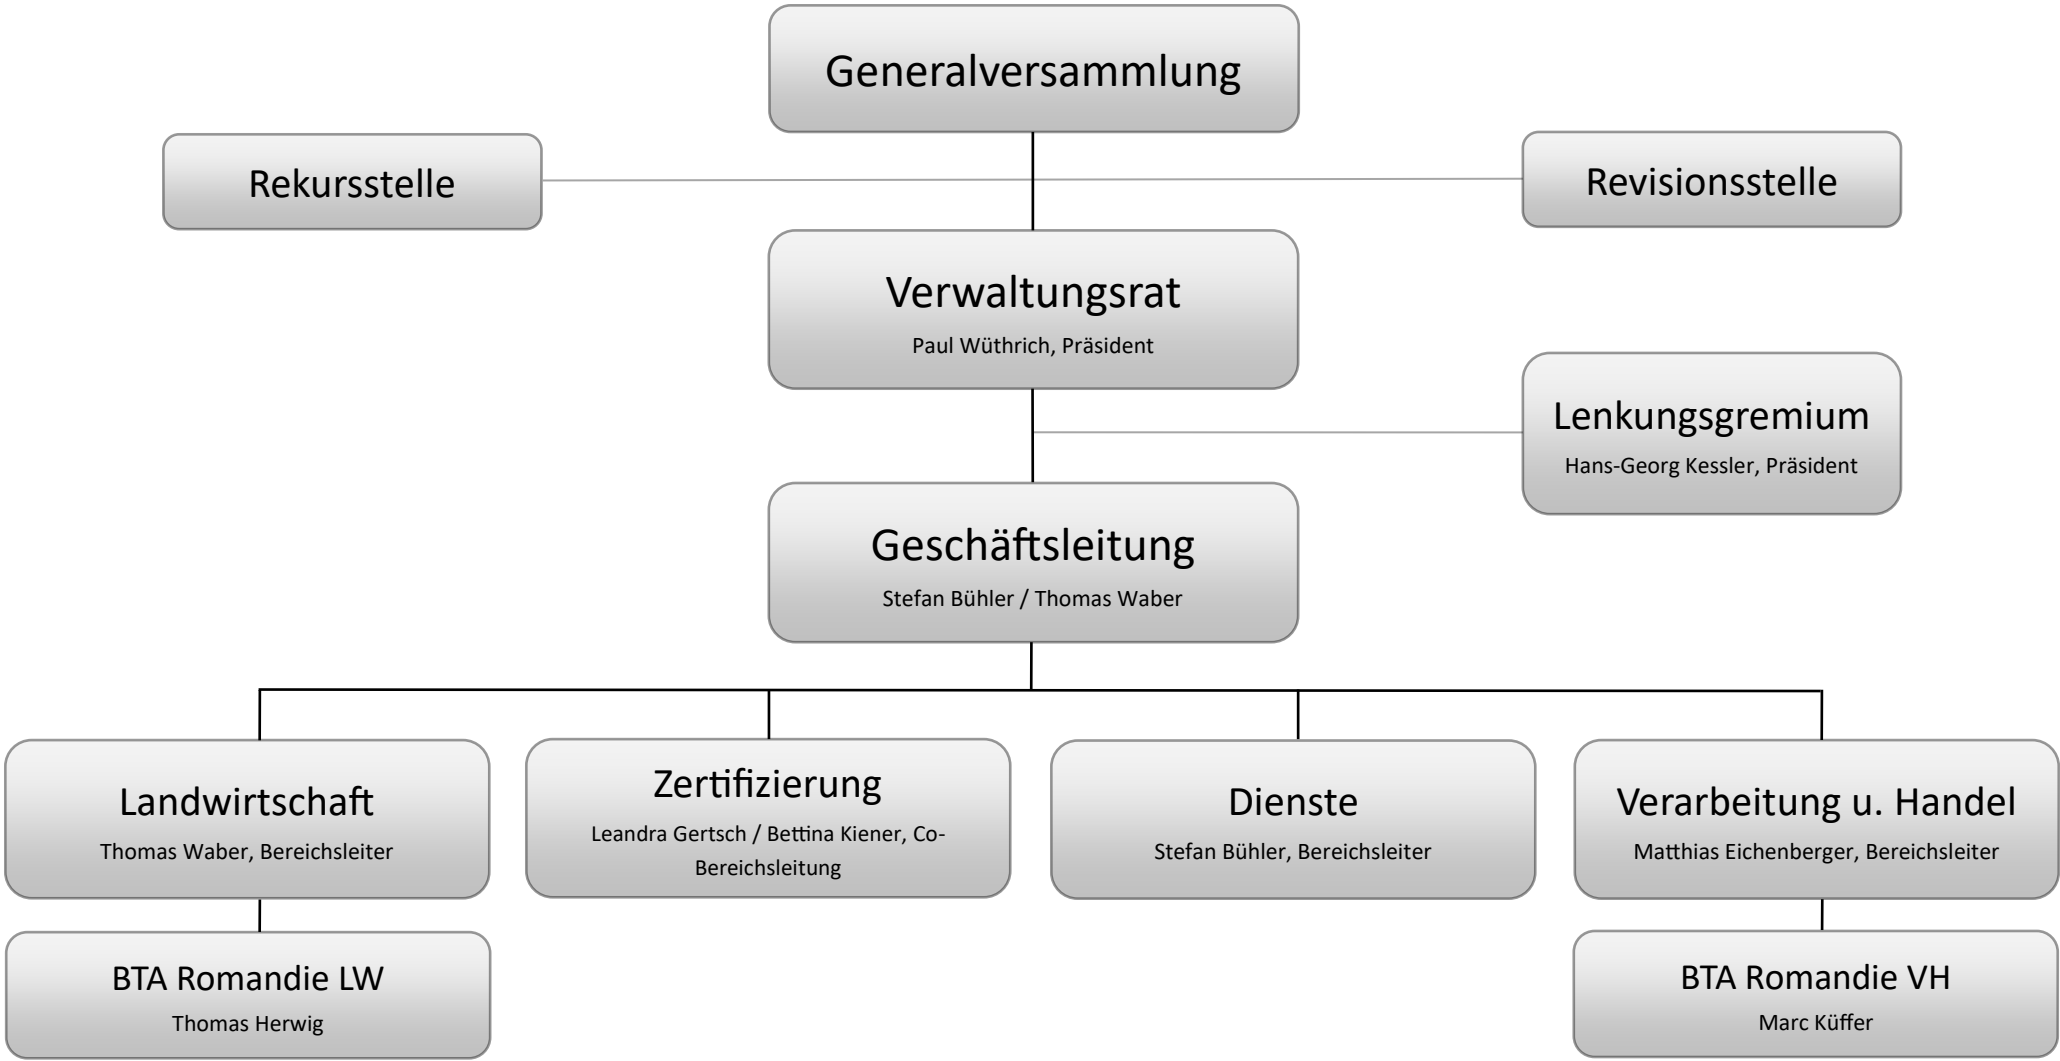 Generalversammlung
Rekursstelle
Revisionsstelle
Verwaltungsrat
Paul Wüthrich, Präsident
Lenkungsgremium
Hans-Georg Kessler, Präsident
Geschäftsleitung
Stefan Bühler / Thomas Waber
Landwirtschaft
Thomas Waber, Bereichsleiter
Zertifizierung
Leandra Gertsch / Bettina Kiener, Co-
Bereichsleitung
Dienste
Stefan Bühler, Bereichsleiter
Verarbeitung u. Handel
Matthias Eichenberger, Bereichsleiter
BTA Romandie LW
Thomas Herwig
BTA Romandie VH
Marc Küffer